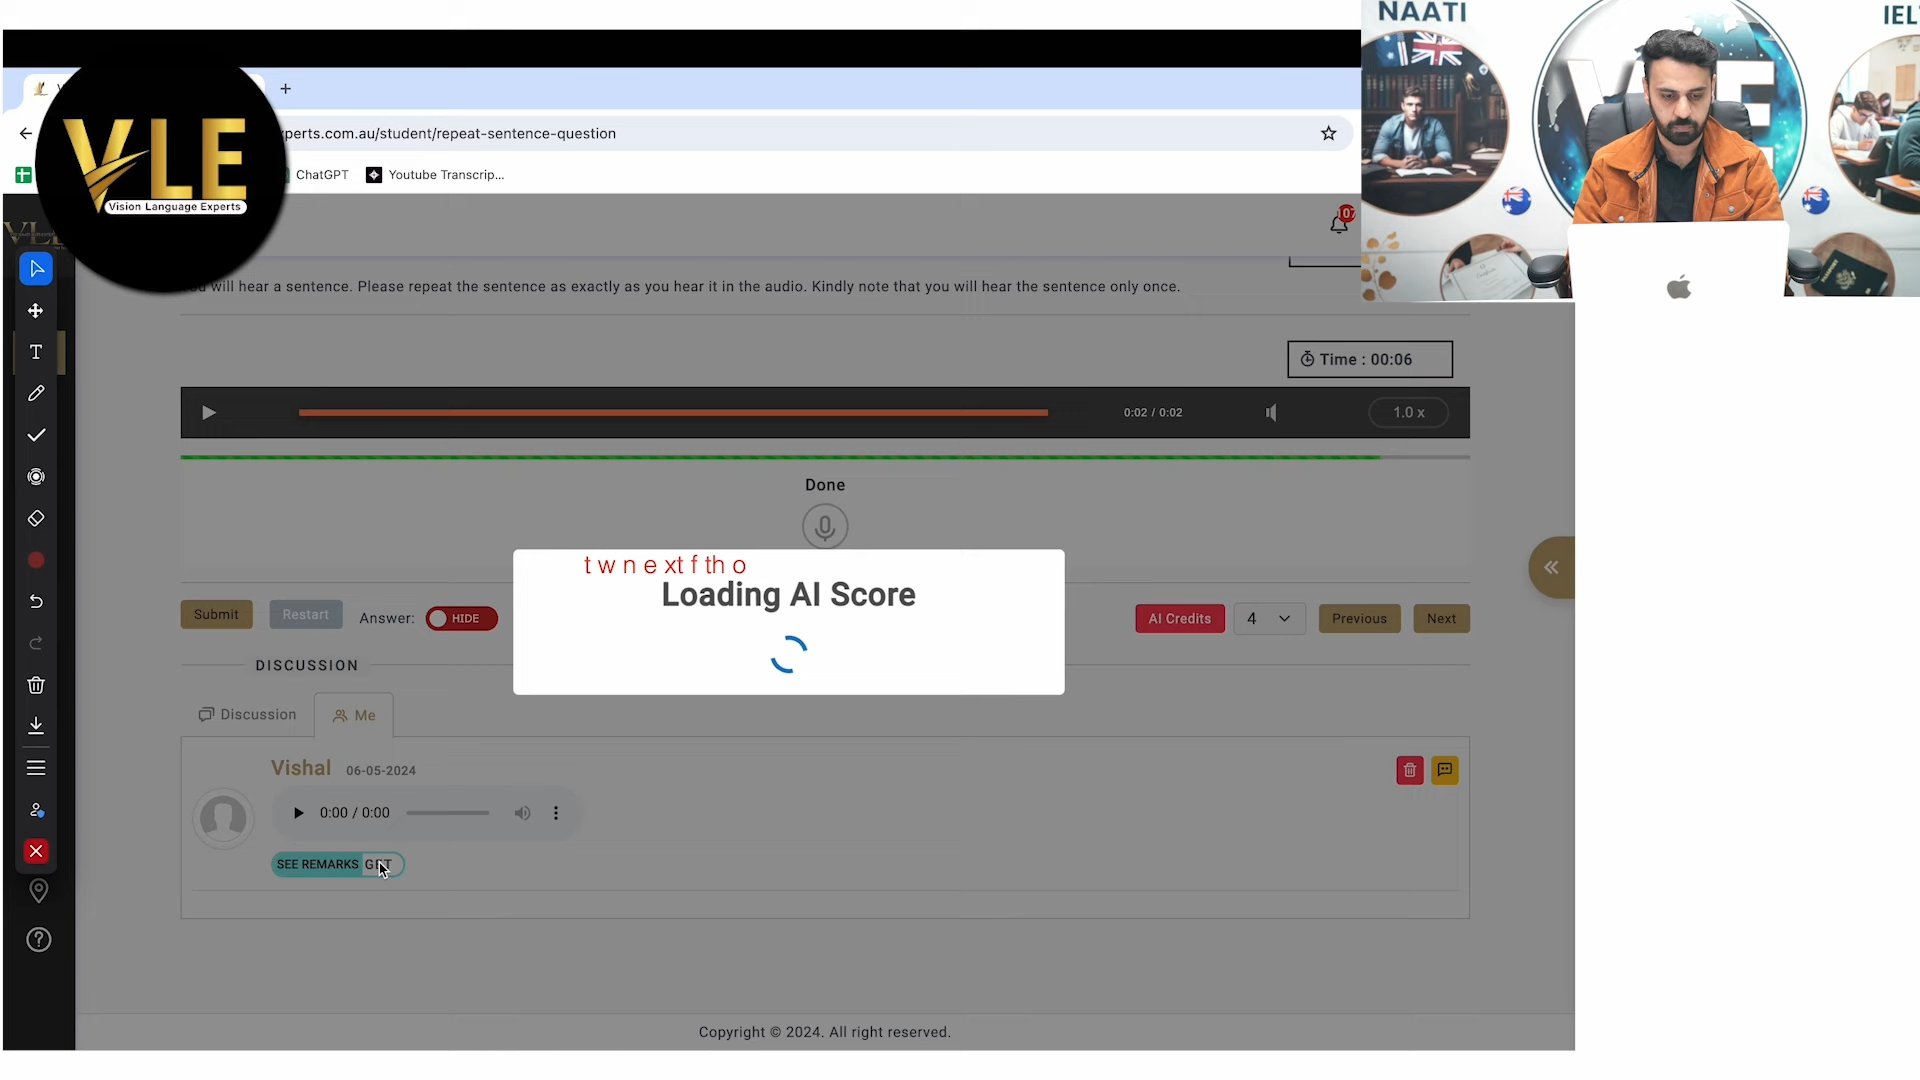 NAATI
IEL
VLE
Vision Language Experts
perts.com.au/student/repeat-sentence-question
ChatGPT
Youtube Transcrip...
107
will hear a sentence. Please repeat the sentence as exactly as you hear it in the audio. Kindly note that you will hear the sentence only once.
Time : 00:06
0:02 / 0:02
1.0 x
Done
t w n e xt f th o
Loading AI Score
Submit
Restart
Answer:
HIDE
AI Credits
4
Previous
Next
DISCUSSION
Discussion
Me
Vishal 06-05-2024
0:00 / 0:00
SEE REMARKS
Copyright © 2024. All right reserved.